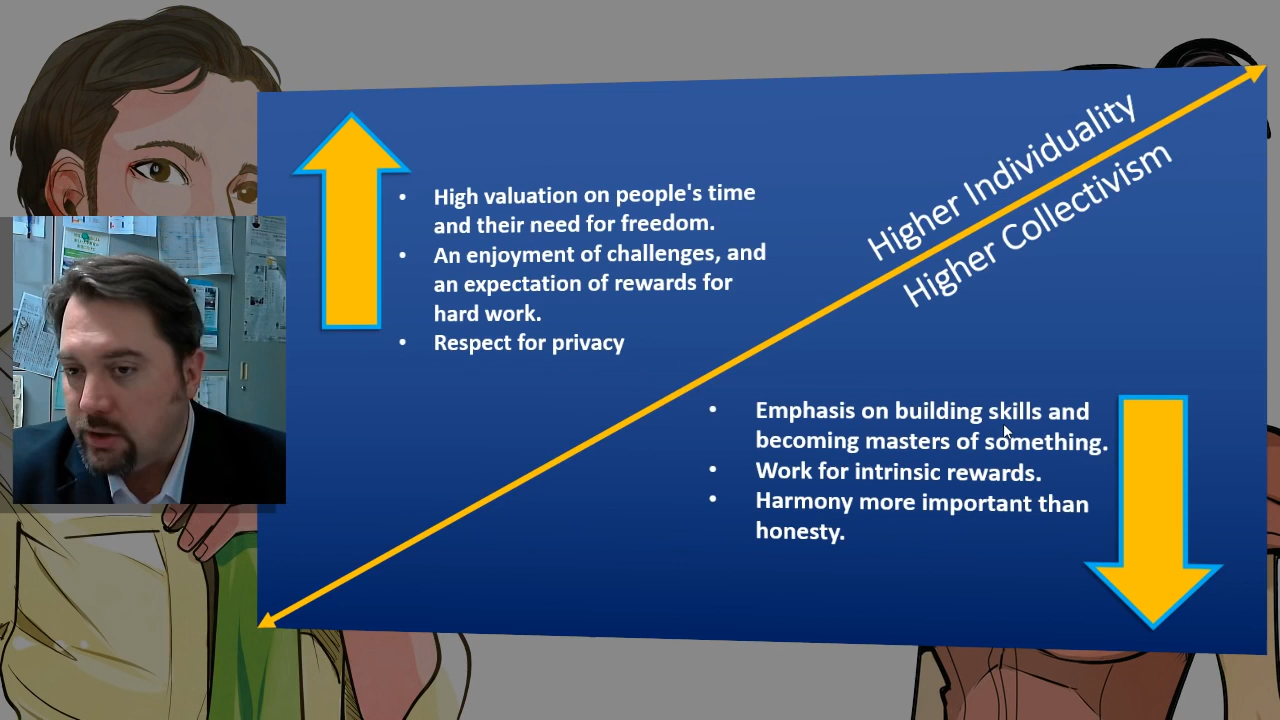 Higher Individuality
Higher Collectivism
• High valuation on people's time
and their need for freedom.
• An enjoyment of challenges, and
an expectation of rewards for
hard work.
• Respect for privacy
• Emphasis on building skills and
becoming masters of something.
• Work for intrinsic rewards.
• Harmony more important than
honesty.